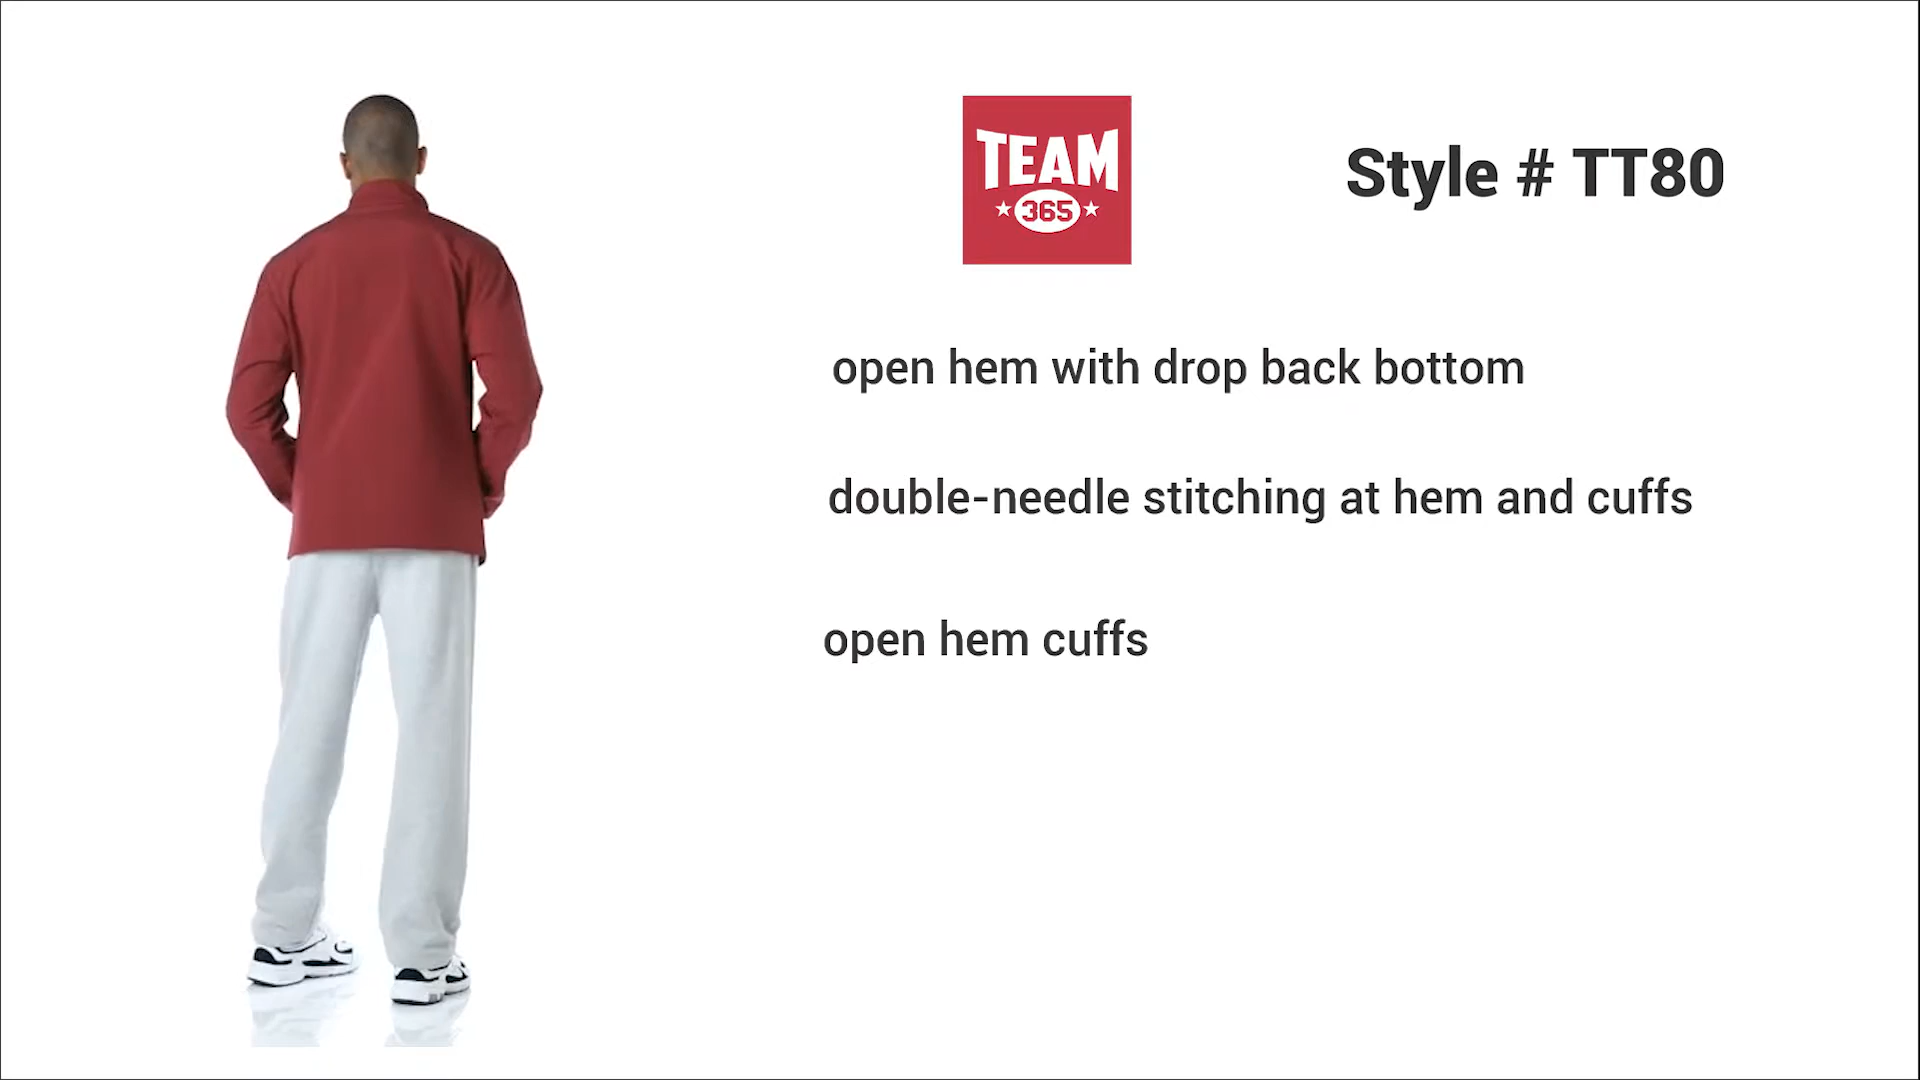 TEAM
365
Style # TT80
open hem with drop back bottom
double-needle stitching at hem and cuffs
open hem cuffs